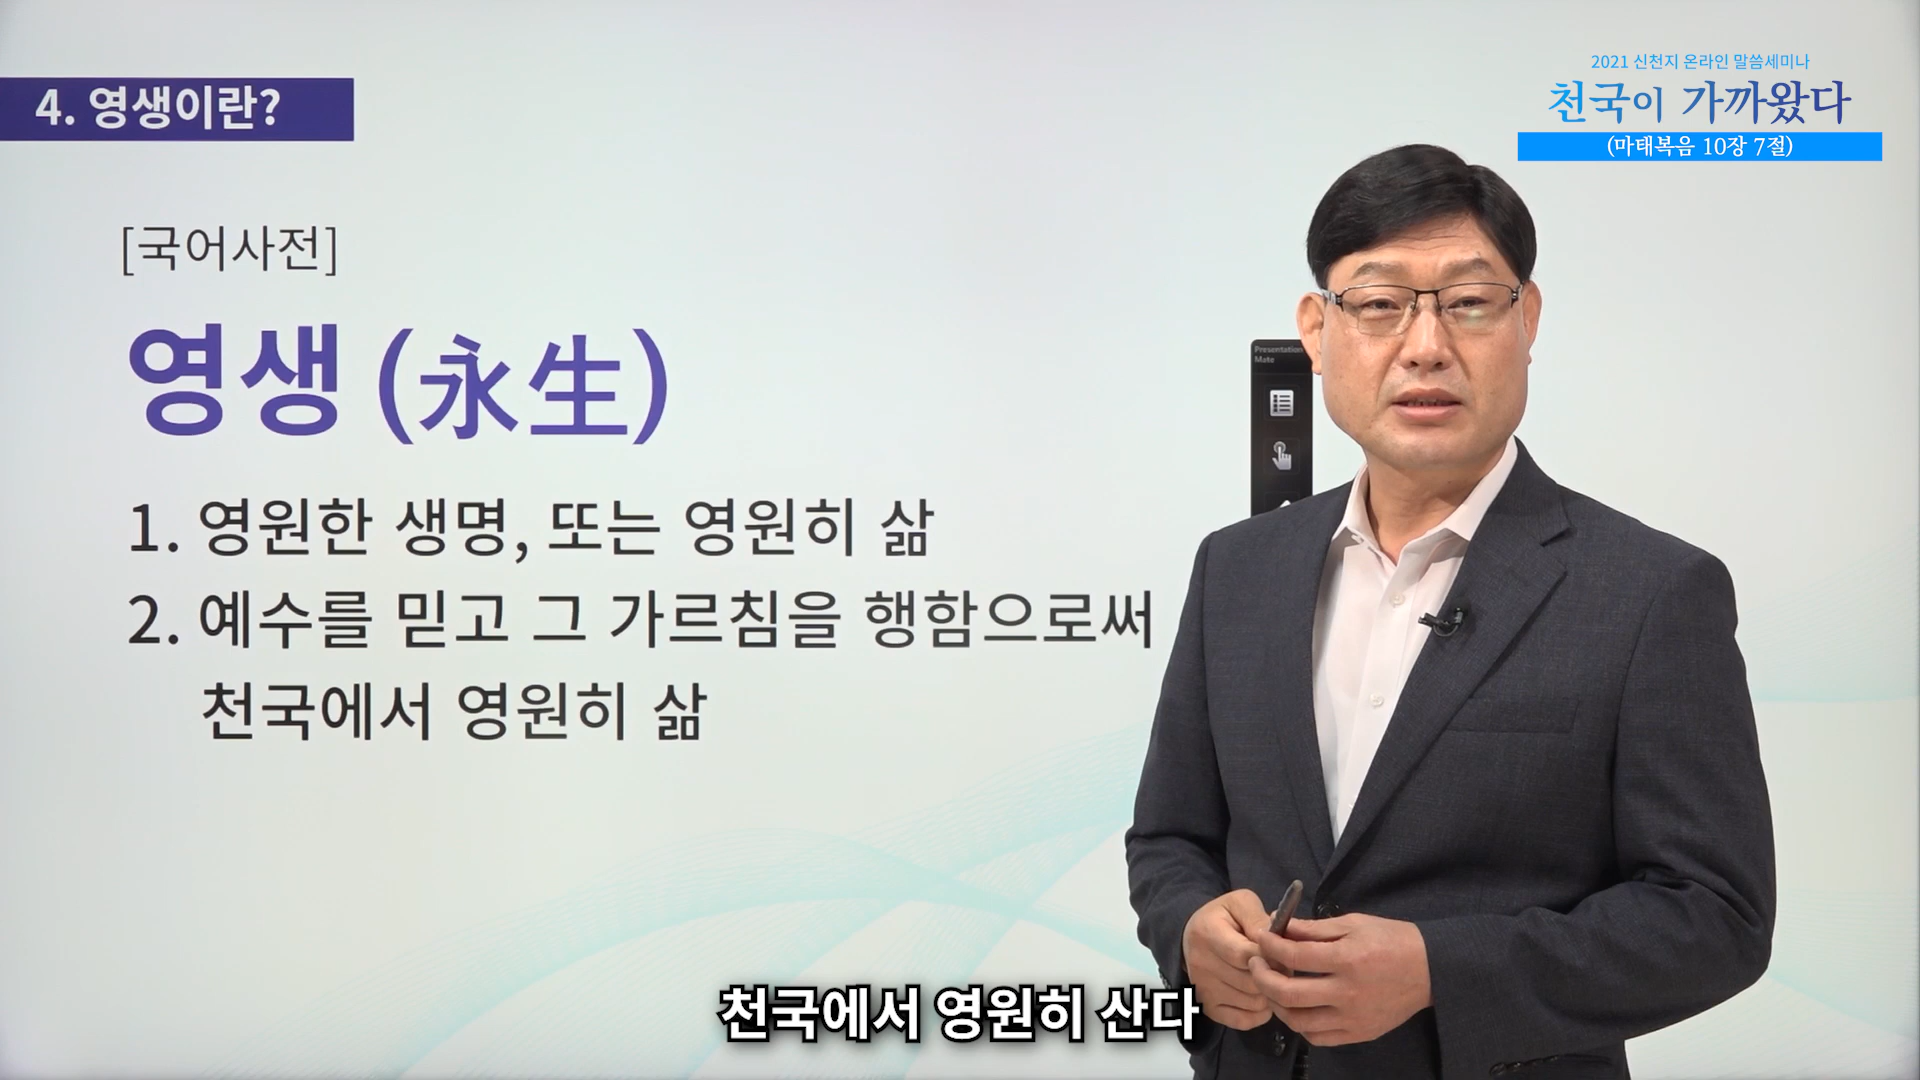 2021 신천지 온라인 말씀세미나
천국이 가까왔다
(마태복음 10장 7절)
4. 영생이란?
[국어사전]
영생 (永生)
1. 영원한 생명, 또는 영원히 삶
2. 예수를 믿고 그 가르침을 행함으로써
천국에서 영원히 삶
Presentation
Mate
천국에서 영원히 산다